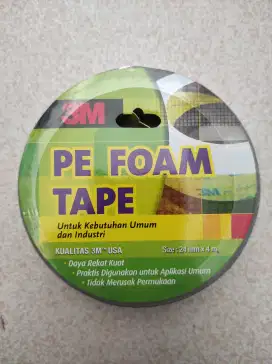 3M
PE FOAM
TAPE
3M
Untuk Kebutuhan Umum
dan Industri
KUALITAS 3M™ USA
Size : 24 mm x 4 m
• Daya Rekat Kuat
• Praktis Digunakan untuk Aplikasi Umum
• Tidak Merusak Permukaan